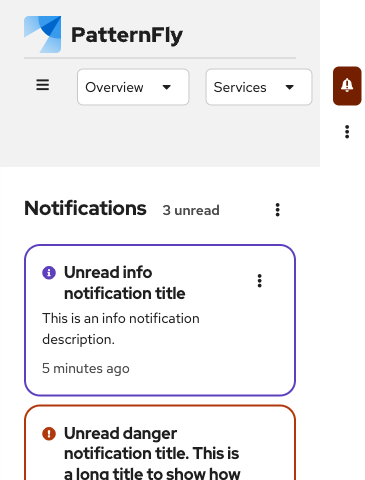 PatternFly
Overview
Services
Notifications 3 unread
Unread info
notification title
This is an info notification
description.
5 minutes ago
Unread danger
notification title. This is
a long title to show how